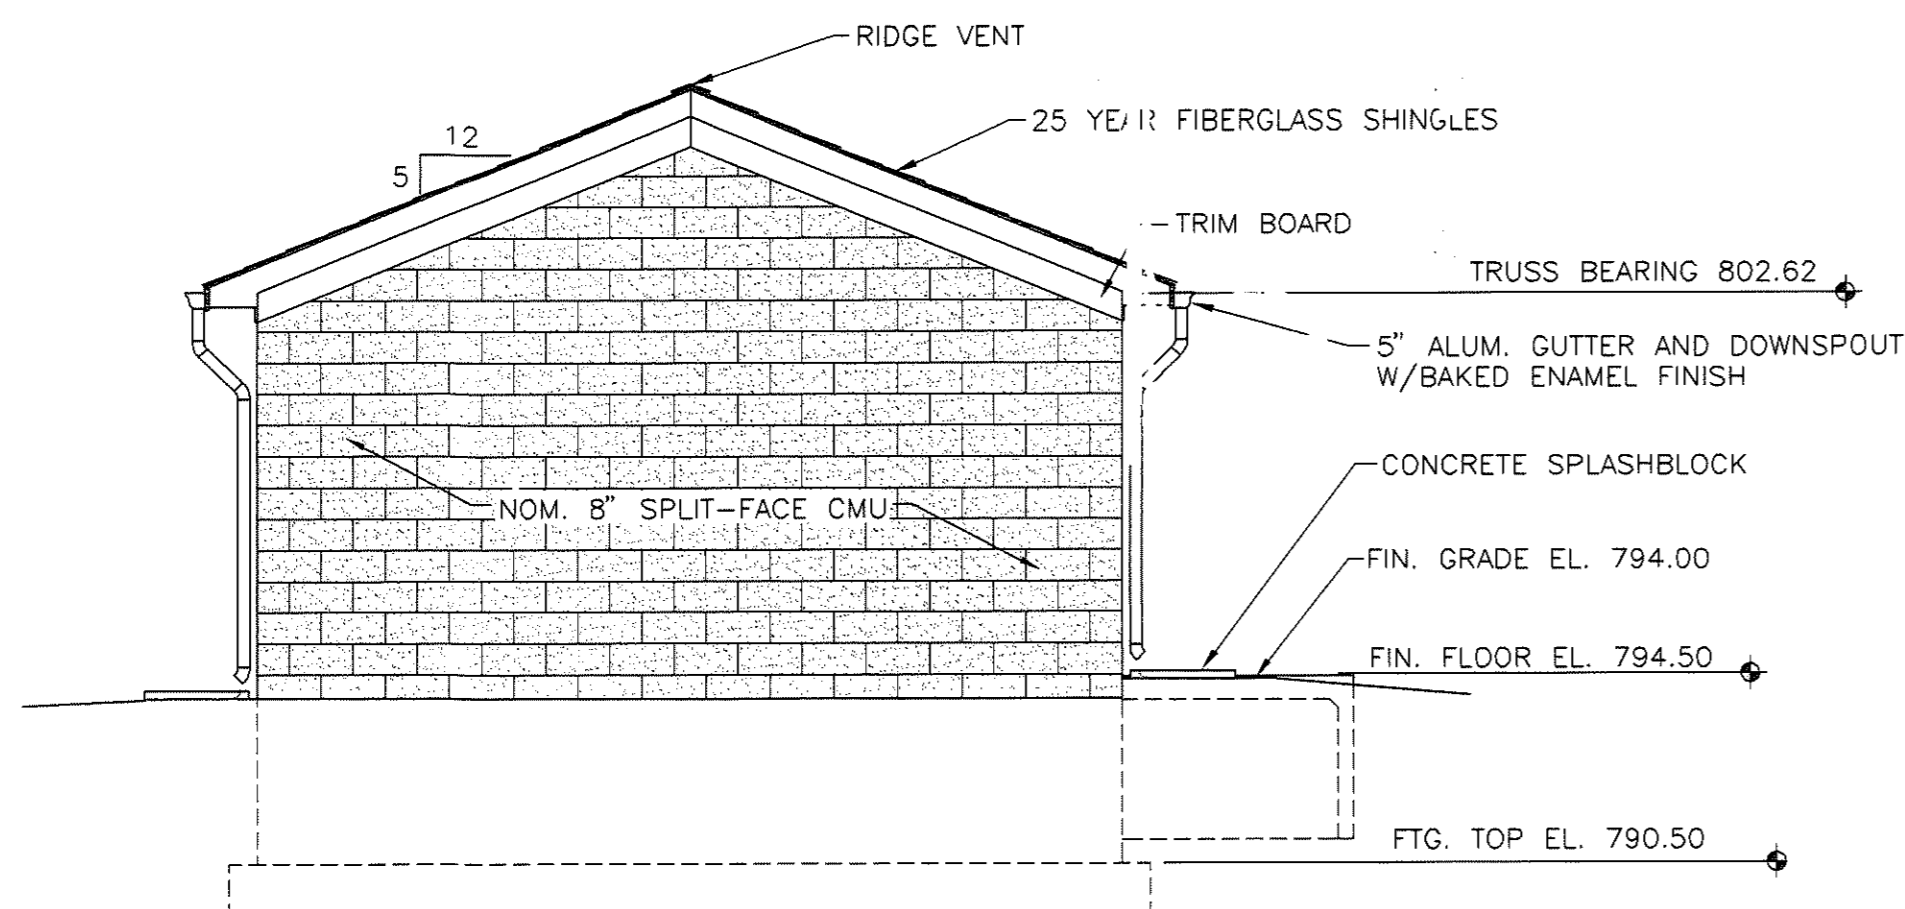 RIDGE VENT
25 YEAR FIBERGLASS SHINGLES
12
5
TRIM BOARD
TRUSS BEARING 802.62
5" ALUM. GUTTER AND DOWNSPOUT
W/BAKED ENAMEL FINISH
CONCRETE SPLASHBLOCK
NOM. 8" SPLIT-FACE CMU
FIN. GRADE EL. 794.00
FIN. FLOOR EL. 794.50
FTG. TOP EL. 790.50